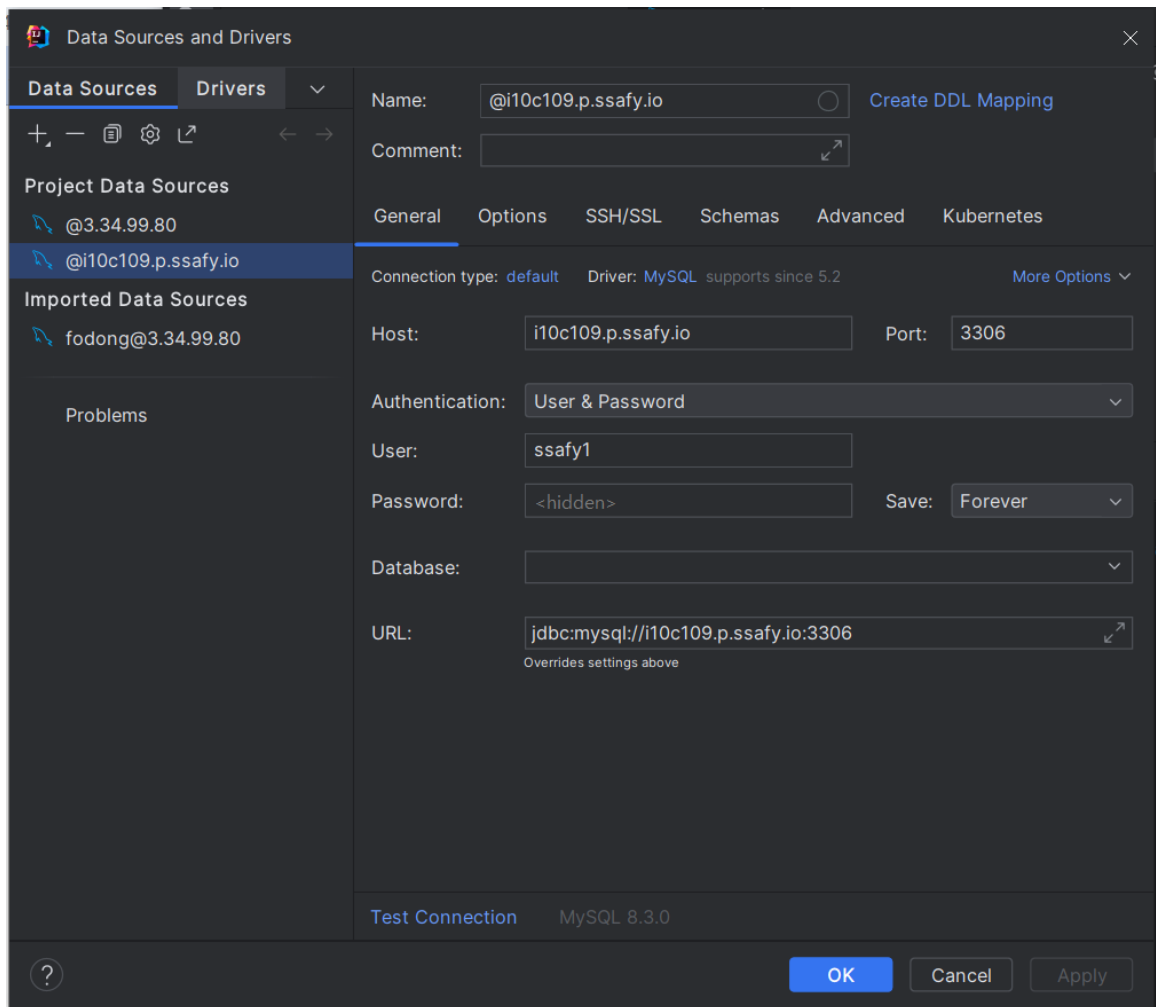 Data Sources and Drivers
Data Sources Drivers
Project Data Sources
@3.34.99.80
@i10c109.p.ssafy.io
Imported Data Sources
fodong@3.34.99.80
Problems
Name: @i10c109.p.ssafy.io Create DDL Mapping
Comment:
General Options SSH/SSL Schemas Advanced Kubernetes
Connection type: default Driver: MySQL supports since 5.2 More Options
Host: i10c109.p.ssafy.io Port: 3306
Authentication: User & Password
User: ssafy1
Password: <hidden> Save: Forever
Database:
URL: jdbc:mysql://i10c109.p.ssafy.io:3306
Overrides settings above
Test Connection MySQL 8.3.0
? OK Cancel Apply